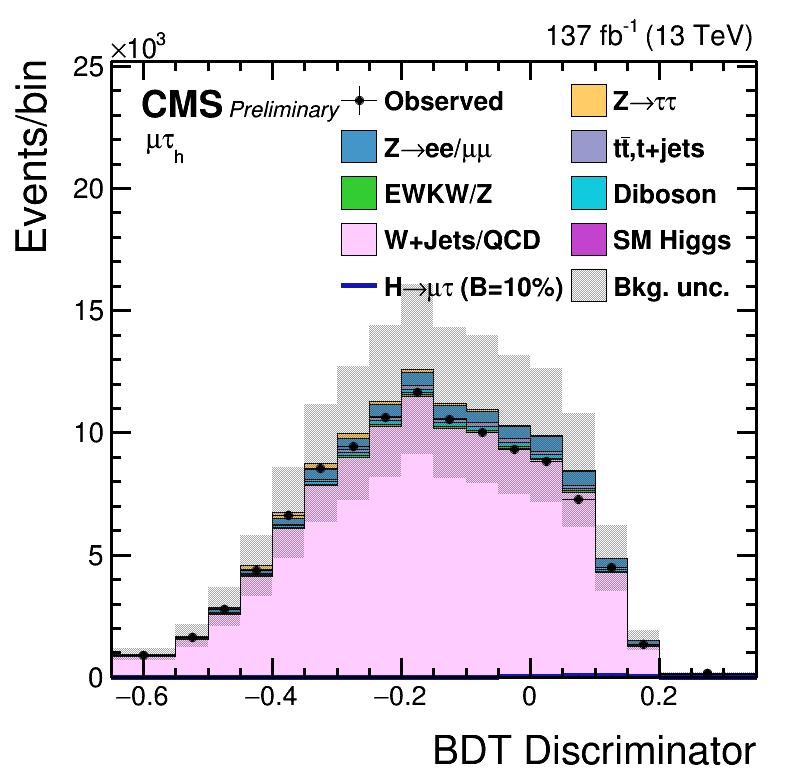 ×10³
137 fb⁻¹ (13 TeV)
Events/bin
25
20
15
10
5
0
CMS Preliminary
μτₕ
Observed
Z→ττ
Z→ee/μμ
tt̄,t+jets
EWKW/Z
Diboson
W+Jets/QCD
SM Higgs
H→μτ (B=10%)
Bkg. unc.
−0.6 −0.4 −0.2 0 0.2
BDT Discriminator